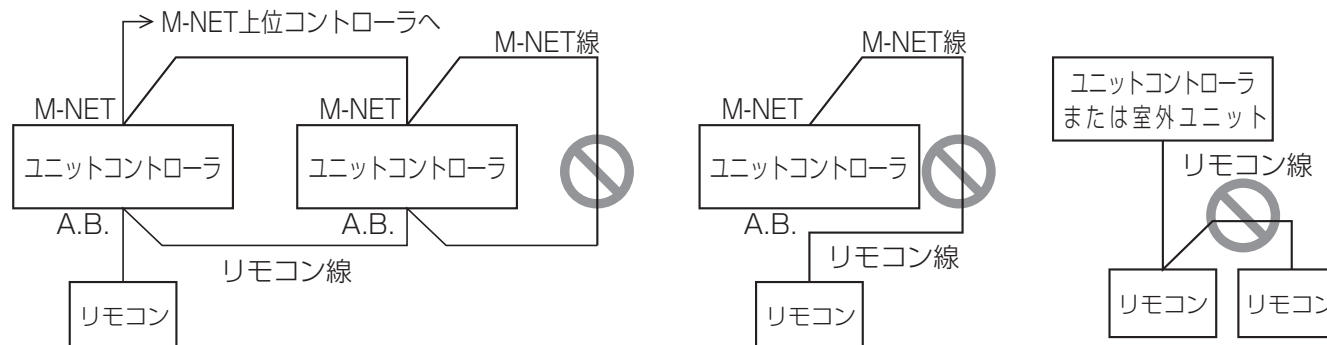 M-NET上位コントローラへ
M-NET線
M-NET
M-NET
ユニットコントローラ
ユニットコントローラ
A.B.
A.B.
リモコン線
リモコン
M-NET線
M-NET
ユニットコントローラ
A.B.
リモコン線
リモコン
ユニットコントローラ
または室外ユニット
リモコン線
リモコン
リモコン